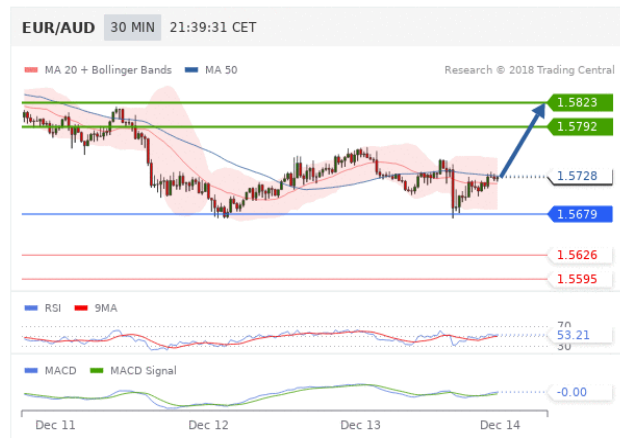 EUR/AUD 30 MIN 21:39:31 CET
MA 20 + Bollinger Bands MA 50
Research © 2018 Trading Central
1.5823
1.5792
1.5728
1.5679
1.5626
1.5595
RSI 9MA
70
53.21
30
MACD MACD Signal
-0.00
Dec 11 Dec 12 Dec 13 Dec 14